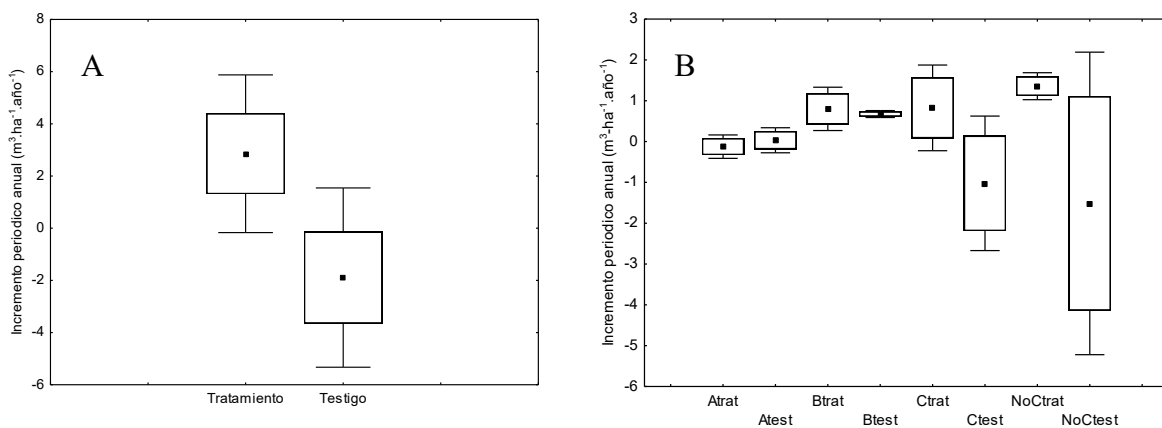 A
Incremento periodico anual (m³.ha⁻¹.año⁻¹)
8
6
4
2
0
-2
-4
-6
Tratamiento
Testigo
B
Incremento periodico anual (m³-ha⁻¹.año⁻¹)
3
2
1
0
-1
-2
-3
-4
-5
-6
Atrat
Atest
Btrat
Btest
Ctrat
Ctest
NoCtrat
NoCtest